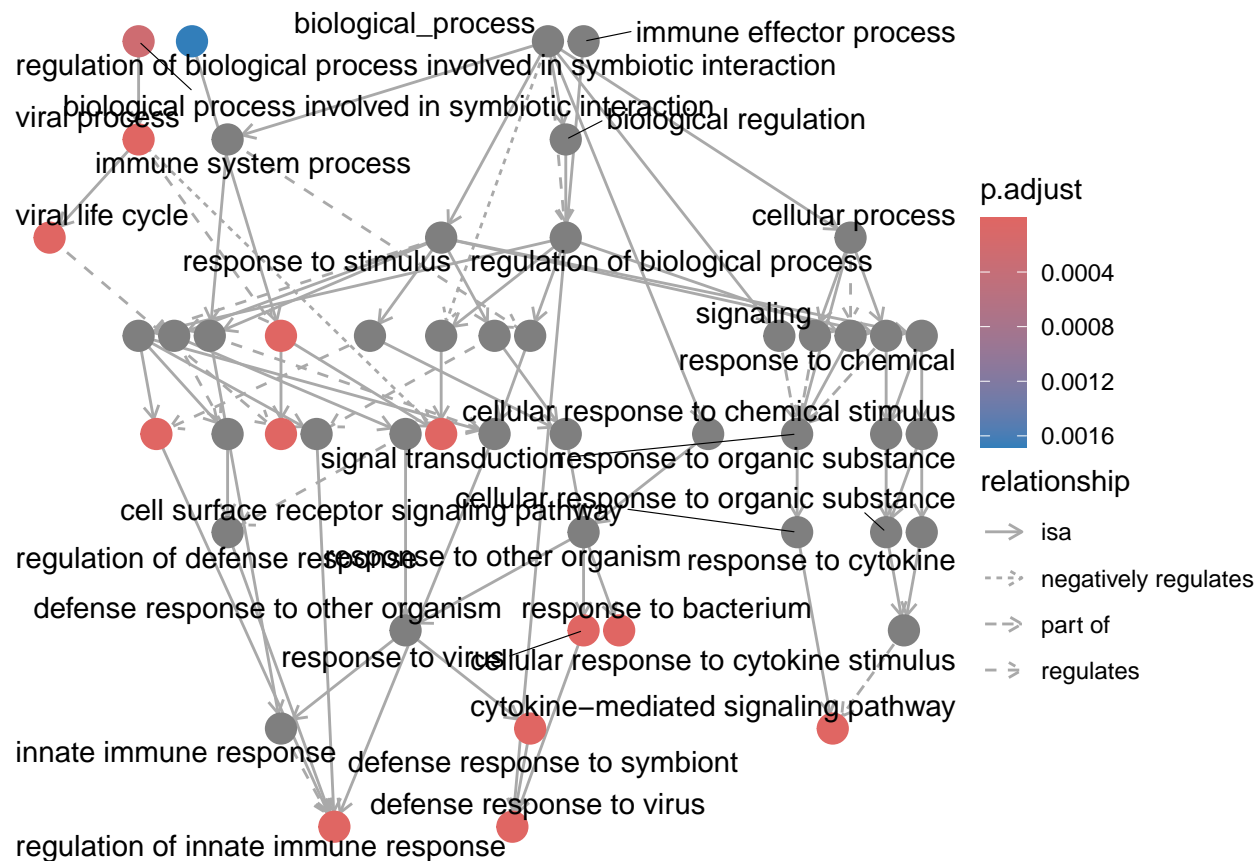 biological_process
immune effector process
regulation of biological process involved in symbiotic interaction
biological process involved in symbiotic interaction
viral process
biological regulation
immune system process
viral life cycle
cellular process
response to stimulus
regulation of biological process
signaling
response to chemical
cellular response to chemical stimulus
signal transduction
response to organic substance
cellular response to organic substance
cell surface receptor signaling pathway
regulation of defense response
response to other organism
response to cytokine
defense response to other organism
response to bacterium
response to virus
cellular response to cytokine stimulus
cytokine−mediated signaling pathway
innate immune response
defense response to symbiont
defense response to virus
regulation of innate immune response
p.adjust
0.0004
0.0008
0.0012
0.0016
relationship
isa
negatively regulates
part of
regulates